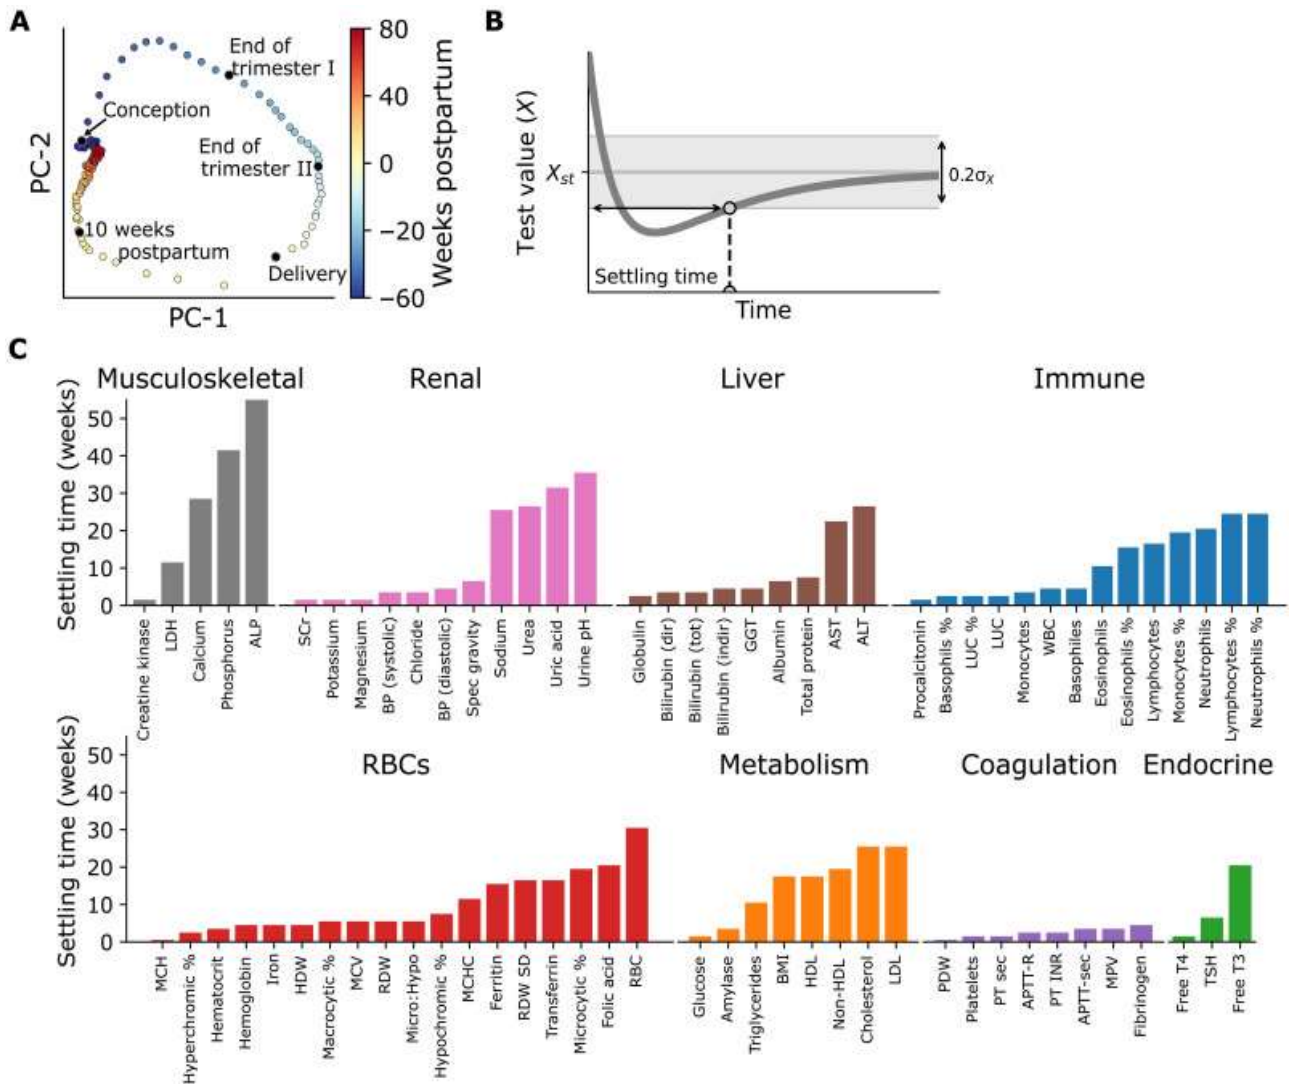 A
End of
trimester I
Conception
End of
trimester II
10 weeks
postpartum
Delivery
PC-2
PC-1
80
40
0
−20
−40
−60
Weeks postpartum
B
Test value (X)
Xst
0.2σX
Settling time
Time
C
Musculoskeletal
Renal
Liver
Immune
Settling time (weeks)
50
40
30
20
10
0
Creatine kinase
LDH
Calcium
Phosphorus
ALP
SCr
Potassium
Magnesium
BP (systolic)
Chloride
BP (diastolic)
Spec gravity
Sodium
Urea
Uric acid
Urine pH
Globulin
Bilirubin (dir)
Bilirubin (tot)
Bilirubin (indir)
GGT
Albumin
Total protein
AST
ALT
Procalcitonin
Basophils %
LUC %
LUC
Monocytes
WBC
Basophiles
Eosinophils
Eosinophils %
Lymphocytes
Monocytes %
Neutrophils
Lymphocytes %
Neutrophils %
RBCs
Metabolism
Coagulation
Endocrine
Settling time (weeks)
50
40
30
20
10
0
MCH
Hyperchromic %
Hematocrit
Hemoglobin
Iron
HDW
Macrocytic %
MCV
RDW
Micro:Hypo
Hypochromic %
MCHC
Ferritin
RDW SD
Transferrin
Microcytic %
Folic acid
RBC
Glucose
Amylase
Triglycerides
BMI
HDL
Non-HDL
Cholesterol
LDL
PDW
Platelets
PT sec
APTT-R
PT INR
APTT-sec
MPV
Fibrinogen
Free T4
TSH
Free T3